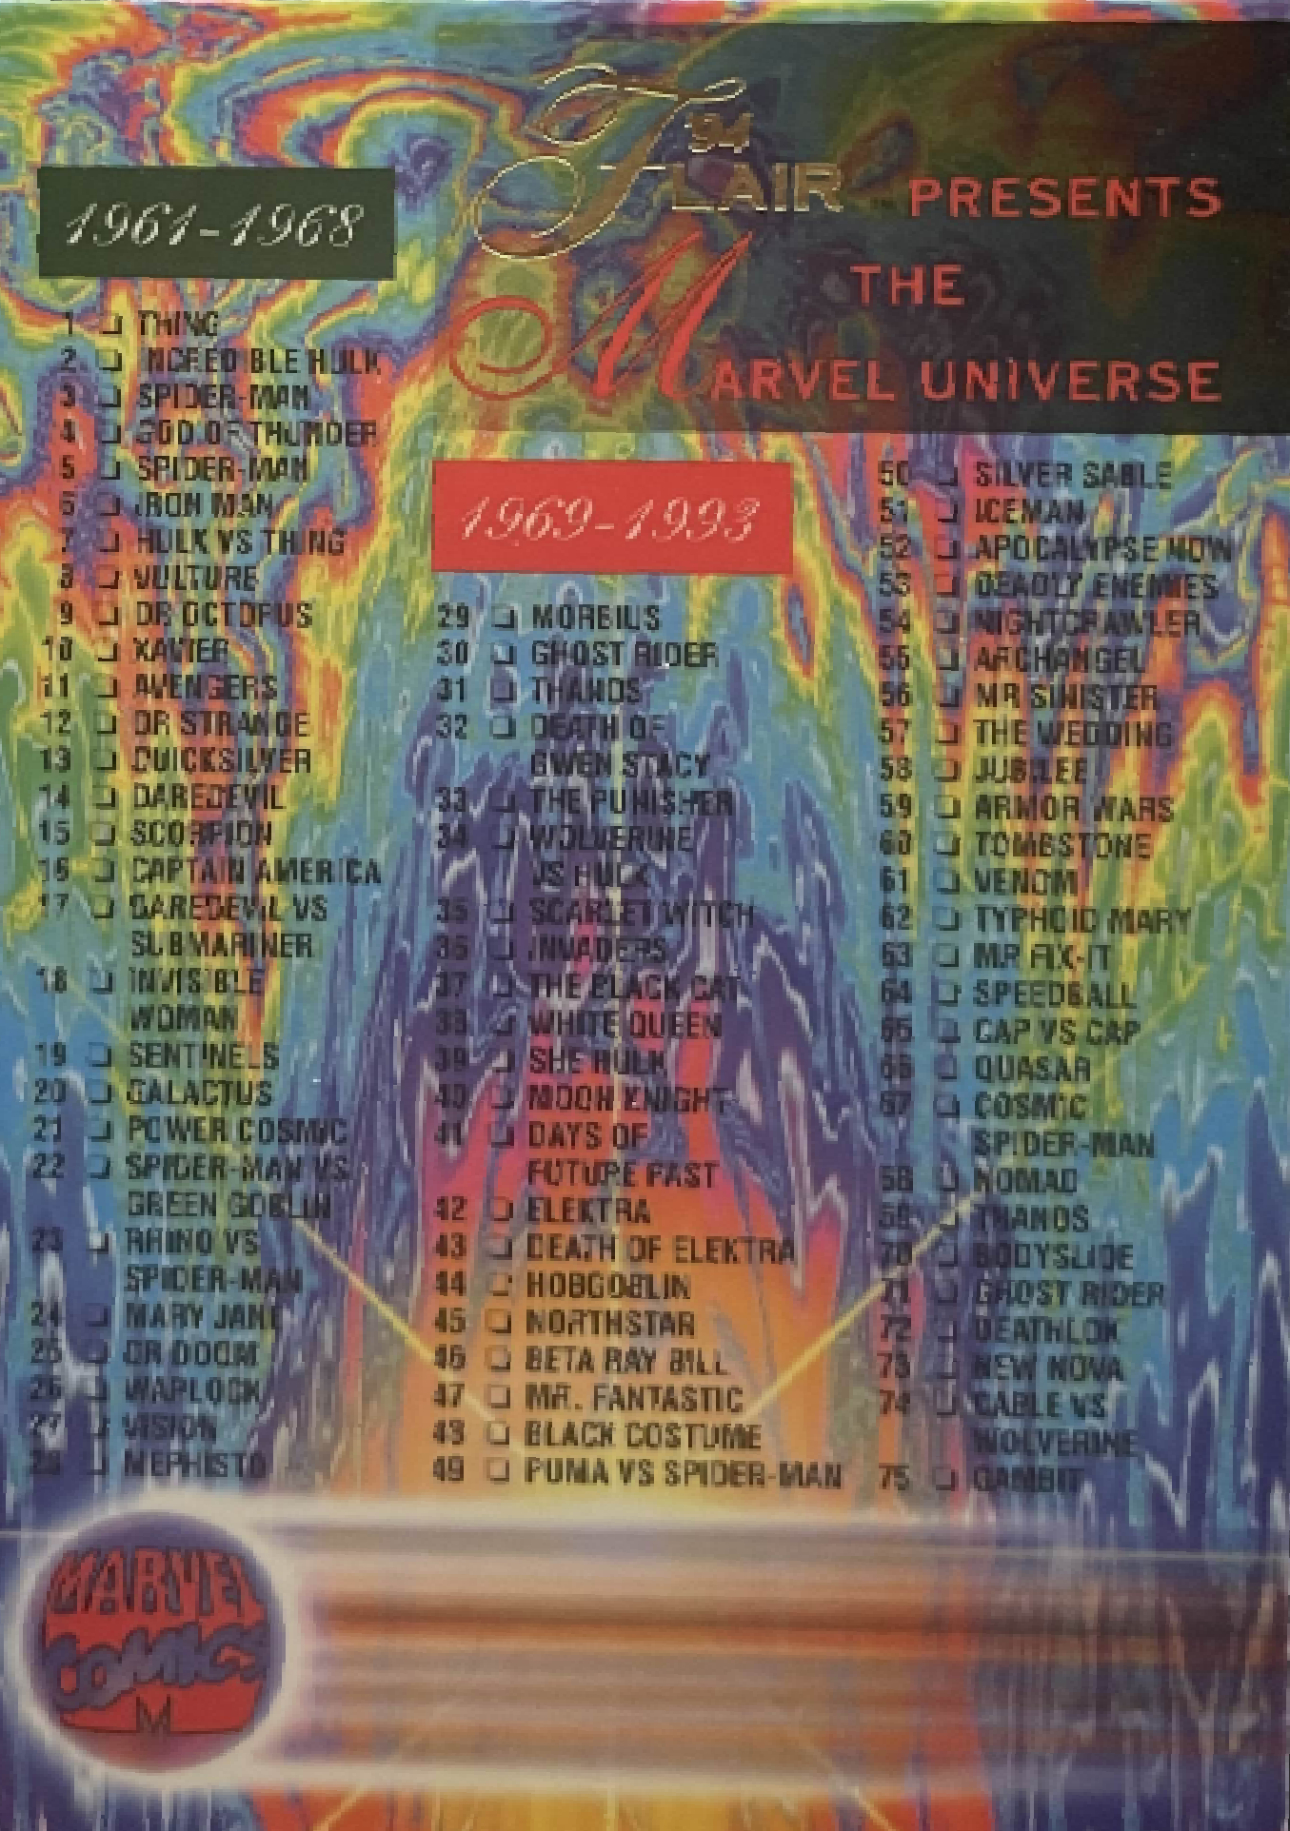 '94
FLAIR PRESENTS
THE
MARVEL UNIVERSE
1961-1968
1 ❏ THING
2 ❏ INCREDIBLE HULK
3 ❏ SPIDER-MAN
4 ❏ GOD OF THUNDER
5 ❏ SPIDER-MAN
6 ❏ IRON MAN
7 ❏ HULK VS THING
8 ❏ VULTURE
9 ❏ DR OCTOPUS
10 ❏ XAVIER
11 ❏ AVENGERS
12 ❏ DR STRANGE
13 ❏ QUICKSILVER
14 ❏ DAREDEVIL
15 ❏ SCORPION
16 ❏ CAPTAIN AMERICA
17 ❏ DAREDEVIL VS
SUBMARINER
18 ❏ INVISIBLE
WOMAN
19 ❏ SENTINELS
20 ❏ GALACTUS
21 ❏ POWER COSMIC
22 ❏ SPIDER-MAN VS
GREEN GOBLIN
23 ❏ RHINO VS
SPIDER-MAN
24 ❏ MARY JANE
25 ❏ DR DOOM
26 ❏ WARLOCK
27 ❏ VISION
28 ❏ MEPHISTO
1969-1993
29 ❏ MORBIUS
30 ❏ GHOST RIDER
31 ❏ THANOS
32 ❏ DEATH OF
GWEN STACY
33 ❏ THE PUNISHER
34 ❏ WOLVERINE
VS HULK
35 ❏ SCARLET WITCH
36 ❏ INVADERS
37 ❏ THE BLACK CAT
38 ❏ WHITE QUEEN
39 ❏ SHE HULK
40 ❏ MOON KNIGHT
41 ❏ DAYS OF
FUTURE PAST
42 ❏ ELEKTRA
43 ❏ DEATH OF ELEKTRA
44 ❏ HOBGOBLIN
45 ❏ NORTHSTAR
46 ❏ BETA RAY BILL
47 ❏ MR. FANTASTIC
48 ❏ BLACK COSTUME
49 ❏ PUMA VS SPIDER-MAN
50 ❏ SILVER SABLE
51 ❏ ICEMAN
52 ❏ APOCALYPSE NOW
53 ❏ DEADLY ENEMIES
54 ❏ NIGHTCRAWLER
55 ❏ ARCHANGEL
56 ❏ MR SINISTER
57 ❏ THE WEDDING
58 ❏ JUBILEE
59 ❏ ARMOR WARS
60 ❏ TOMBSTONE
61 ❏ VENOM
62 ❏ TYPHOID MARY
63 ❏ MR FIX-IT
64 ❏ SPEEDBALL
65 ❏ CAP VS CAP
66 ❏ QUASAR
67 ❏ COSMIC
SPIDER-MAN
68 ❏ NOMAD
69 ❏ THANOS
70 ❏ BODYSLIDE
71 ❏ GHOST RIDER
72 ❏ DEATHLOK
73 ❏ NEW NOVA
74 ❏ CABLE VS
WOLVERINE
75 ❏ GAMBIT
MARVEL
COMICS
M